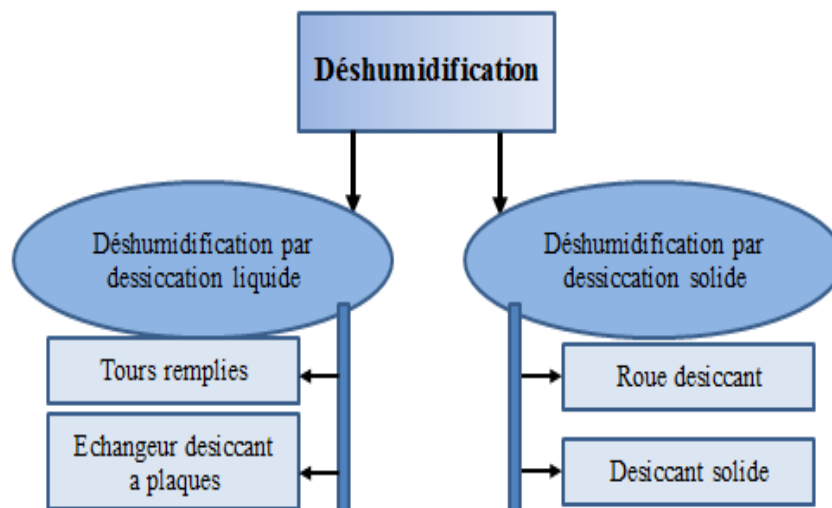 Déshumidification
Déshumidification par
dessiccation liquide
Déshumidification par
dessiccation solide
Tours remplies
Roue desiccant
Echangeur desiccant
a plaques
Desiccant solide